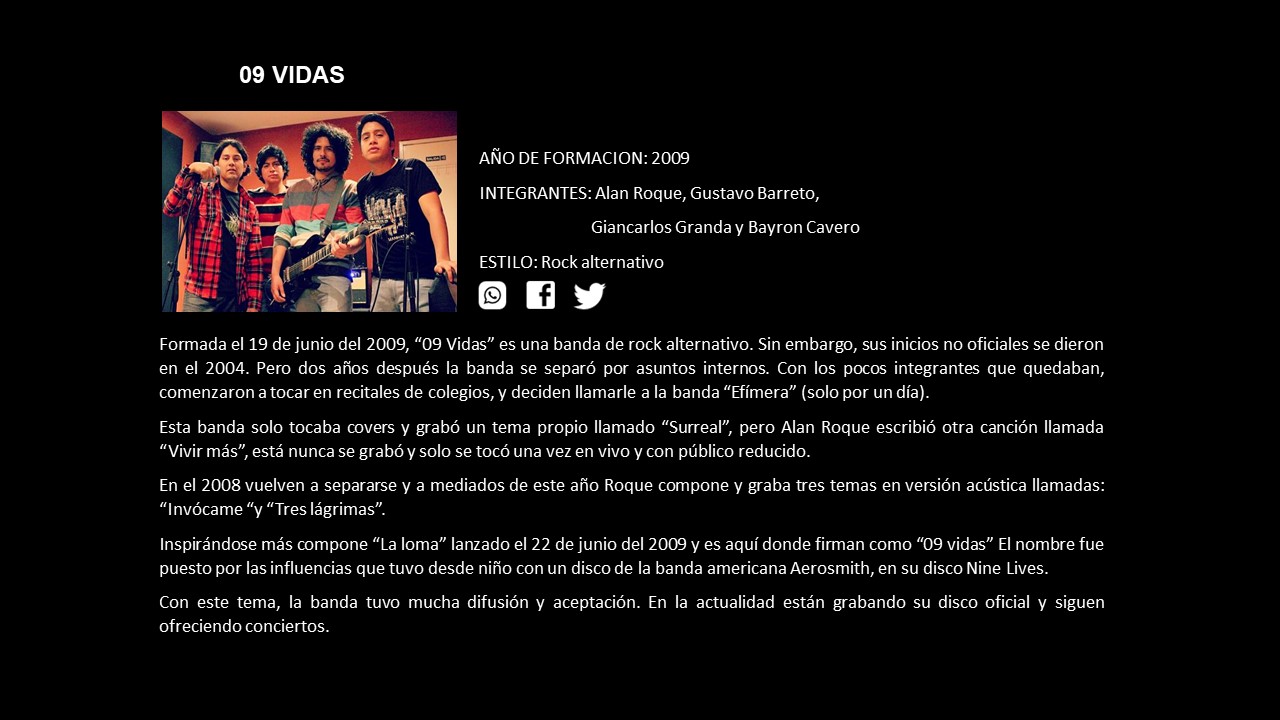 09 VIDAS
AÑO DE FORMACION: 2009
INTEGRANTES: Alan Roque, Gustavo Barreto,
Giancarlos Granda y Bayron Cavero
ESTILO: Rock alternativo
Formada el 19 de junio del 2009, “09 Vidas” es una banda de rock alternativo. Sin embargo, sus inicios no oficiales se dieron
en el 2004. Pero dos años después la banda se separó por asuntos internos. Con los pocos integrantes que quedaban,
comenzaron a tocar en recitales de colegios, y deciden llamarle a la banda “Efímera” (solo por un día).
Esta banda solo tocaba covers y grabó un tema propio llamado “Surreal”, pero Alan Roque escribió otra canción llamada
“Vivir más”, está nunca se grabó y solo se tocó una vez en vivo y con público reducido.
En el 2008 vuelven a separarse y a mediados de este año Roque compone y graba tres temas en versión acústica llamadas:
“Invócame “y “Tres lágrimas”.
Inspirándose más compone “La loma” lanzado el 22 de junio del 2009 y es aquí donde firman como “09 vidas” El nombre fue
puesto por las influencias que tuvo desde niño con un disco de la banda americana Aerosmith, en su disco Nine Lives.
Con este tema, la banda tuvo mucha difusión y aceptación. En la actualidad están grabando su disco oficial y siguen
ofreciendo conciertos.